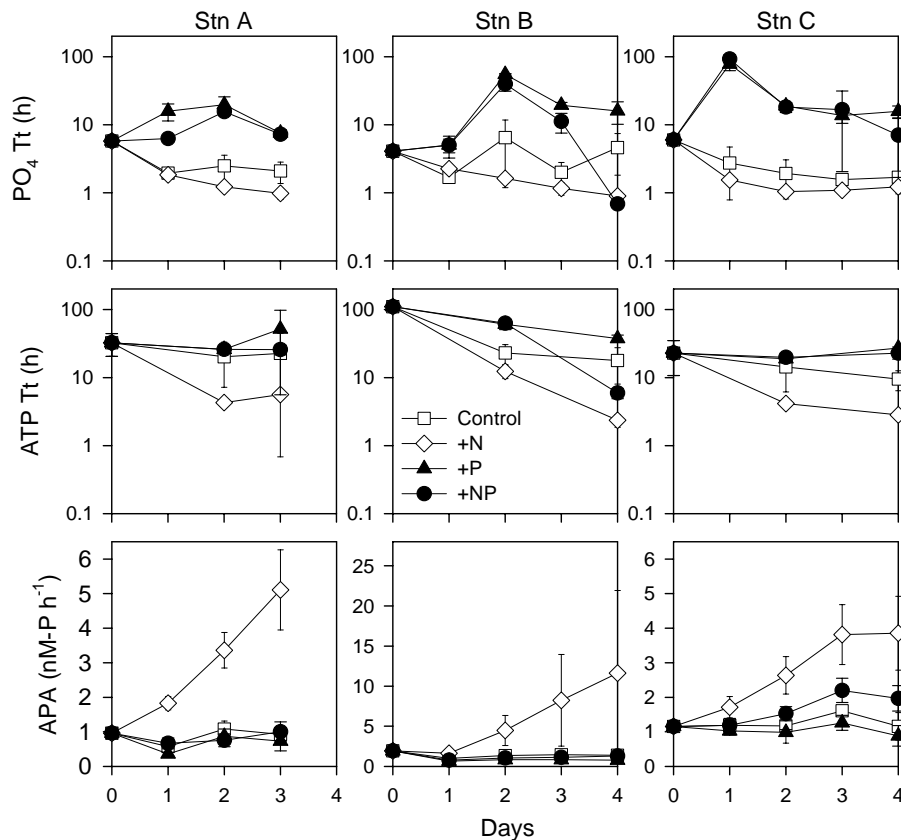 Stn A Stn B Stn C
PO4 Tt (h)
100 100 100
10 10 10
1 1 1
0.1 0.1 0.1
ATP Tt (h)
100 100 100
10 10 10
1 1 1
0.1 0.1 0.1
Control
+N
+P
+NP
APA (nM-P h-1)
6 25 6
5 20 5
4 15 4
3 10 3
2 5 2
1 0 1
0 0
0 1 2 3 4 0 1 2 3 4 0 1 2 3 4
Days